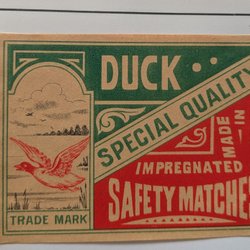 DUCK
SPECIAL QUALITY
MADE
IN
IMPREGNATED
SAFETY MATCHES
TRADE MARK